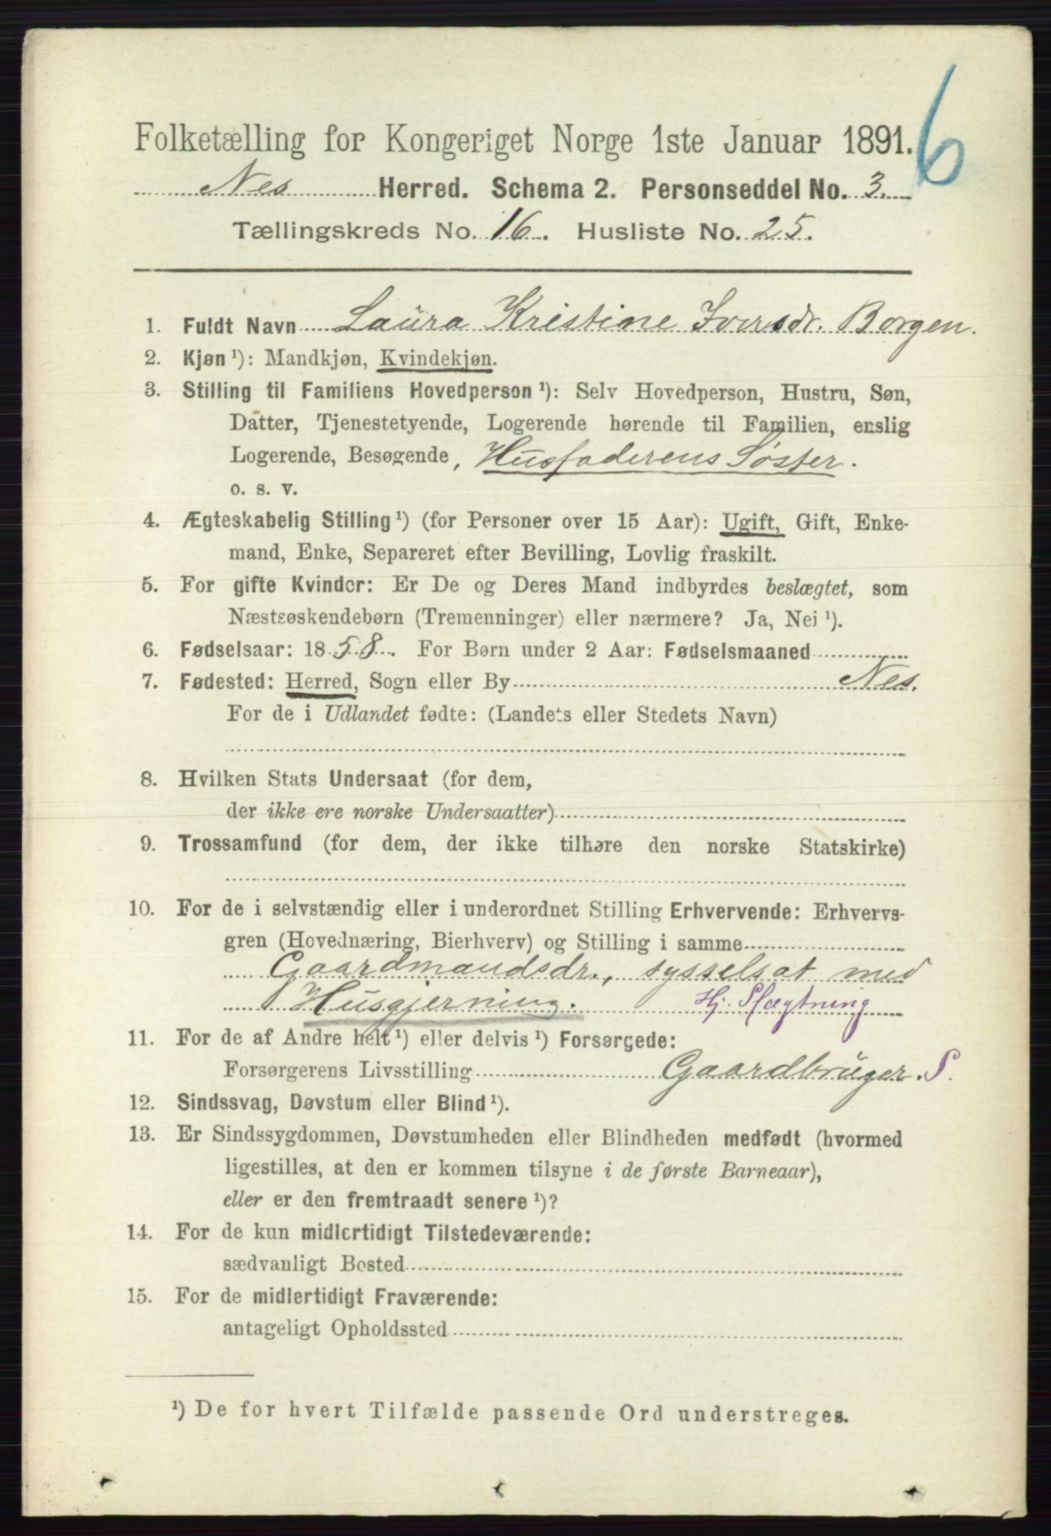 6
Folketælling for Kongeriget Norge 1ste Januar 1891.
Nes Herred. Schema 2. Personseddel No. 3.
Tællingskreds No. 16. Husliste No. 25.
1. Fuldt Navn Laura Kristine Iversdr. Borgen.
2. Kjøn ¹): Mandkjøn, Kvindekjøn.
3. Stilling til Familiens Hovedperson ¹): Selv Hovedperson, Hustru, Søn,
Datter, Tjenestetyende, Logerende hørende til Familien, enslig
Logerende, Besøgende, Husfaderens Søster.
o. s. v.
4. Ægteskabelig Stilling ¹) (for Personer over 15 Aar): Ugift, Gift, Enke-
mand, Enke, Separeret efter Bevilling, Lovlig fraskilt.
5. For gifte Kvinder: Er De og Deres Mand indbyrdes beslægtet, som
Næstsøskendebørn (Tremenninger) eller nærmere? Ja, Nei ¹).
6. Fødselsaar: 1858. For Børn under 2 Aar: Fødselsmaaned
7. Fødested: Herred, Sogn eller By Nes.
For de i Udlandet fødte: (Landets eller Stedets Navn)
8. Hvilken Stats Undersaat (for dem,
der ikke ere norske Undersaatter)
9. Trossamfund (for dem, der ikke tilhøre den norske Statskirke)
10. For de i selvstændig eller i underordnet Stilling Erhvervende: Erhvervs-
gren (Hovednæring, Bierhverv) og Stilling i samme
Gaardmandsdr., sysselsat med
Husgjerning. Hj. Slægtning
11. For de af Andre helt ¹) eller delvis ¹) Forsørgede:
Forsørgerens Livsstilling Gaardbruger. S.
12. Sindssvag, Døvstum eller Blind ¹).
13. Er Sindssygdommen, Døvstumheden eller Blindheden medfødt (hvormed
ligestilles, at den er kommen tilsyne i de første Barneaar),
eller er den fremtraadt senere ¹)?
14. For de kun midlertidigt Tilstedeværende:
sædvanligt Bosted
15. For de midlertidigt Fraværende:
antageligt Opholdssted
¹) De for hvert Tilfælde passende Ord understreges.